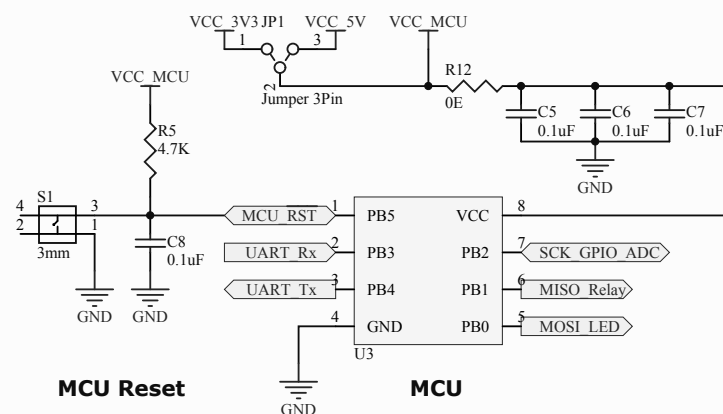 VCC_3V3 JP1 VCC_5V VCC_MCU
1 3
2
Jumper 3Pin
R12
0E
C5 C6 C7
0.1uF 0.1uF 0.1uF
GND
VCC_MCU
R5
4.7K
S1
4 3
2 1
3mm
C8
0.1uF
GND GND
MCU_RST 1 PB5 VCC 8
UART_Rx 2 PB3 PB2 7 SCK_GPIO_ADC
UART_Tx 3 PB4 PB1 6 MISO_Relay
4 GND PB0 5 MOSI_LED
U3
GND
MCU Reset MCU